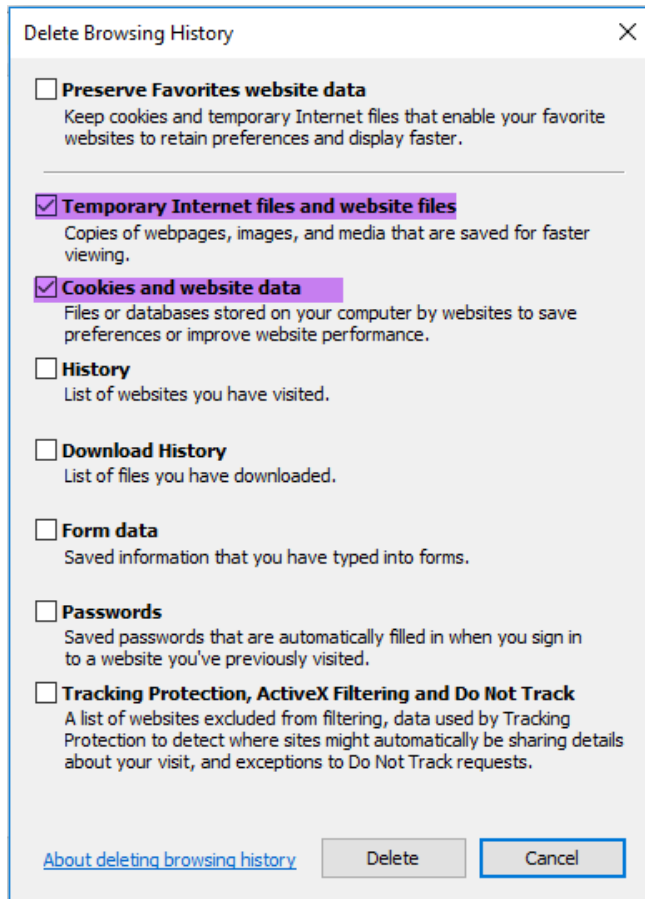 Delete Browsing History
Preserve Favorites website data
Keep cookies and temporary Internet files that enable your favorite
websites to retain preferences and display faster.
Temporary Internet files and website files
Copies of webpages, images, and media that are saved for faster
viewing.
Cookies and website data
Files or databases stored on your computer by websites to save
preferences or improve website performance.
History
List of websites you have visited.
Download History
List of files you have downloaded.
Form data
Saved information that you have typed into forms.
Passwords
Saved passwords that are automatically filled in when you sign in
to a website you've previously visited.
Tracking Protection, ActiveX Filtering and Do Not Track
A list of websites excluded from filtering, data used by Tracking
Protection to detect where sites might automatically be sharing details
about your visit, and exceptions to Do Not Track requests.
About deleting browsing history
Delete
Cancel